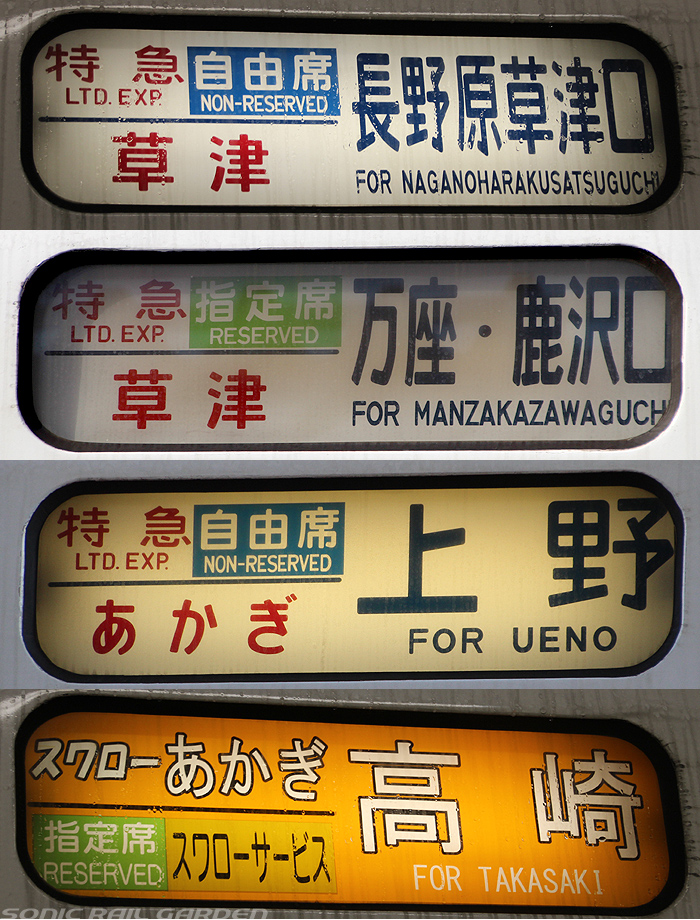 特急 自由席 長野原草津口
LTD. EXP. NON-RESERVED
草津 FOR NAGANOHARAKUSATSUGUCHI
特急 指定席 万座・鹿沢口
LTD. EXP. RESERVED
草津 FOR MANZAKAZAWAGUCH
特急 自由席 上野
LTD. EXP. NON-RESERVED
あかぎ FOR UENO
スワローあかぎ 高崎
指定席 スワローサービス
RESERVED FOR TAKASAKI
SONIC RAIL GARDEN